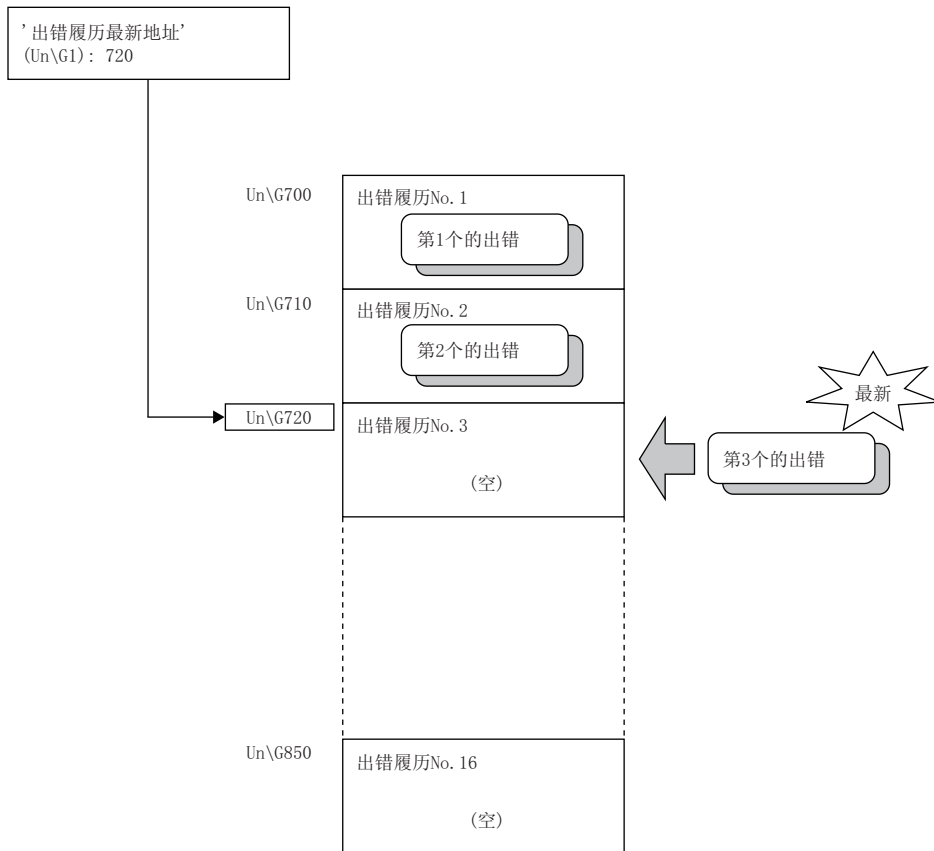 '出错履历最新地址'
(Un\G1): 720
Un\G700
出错履历No.1
第1个的出错
Un\G710
出错履历No.2
第2个的出错
最新
Un\G720
出错履历No.3
第3个的出错
(空)
Un\G850
出错履历No.16
(空)